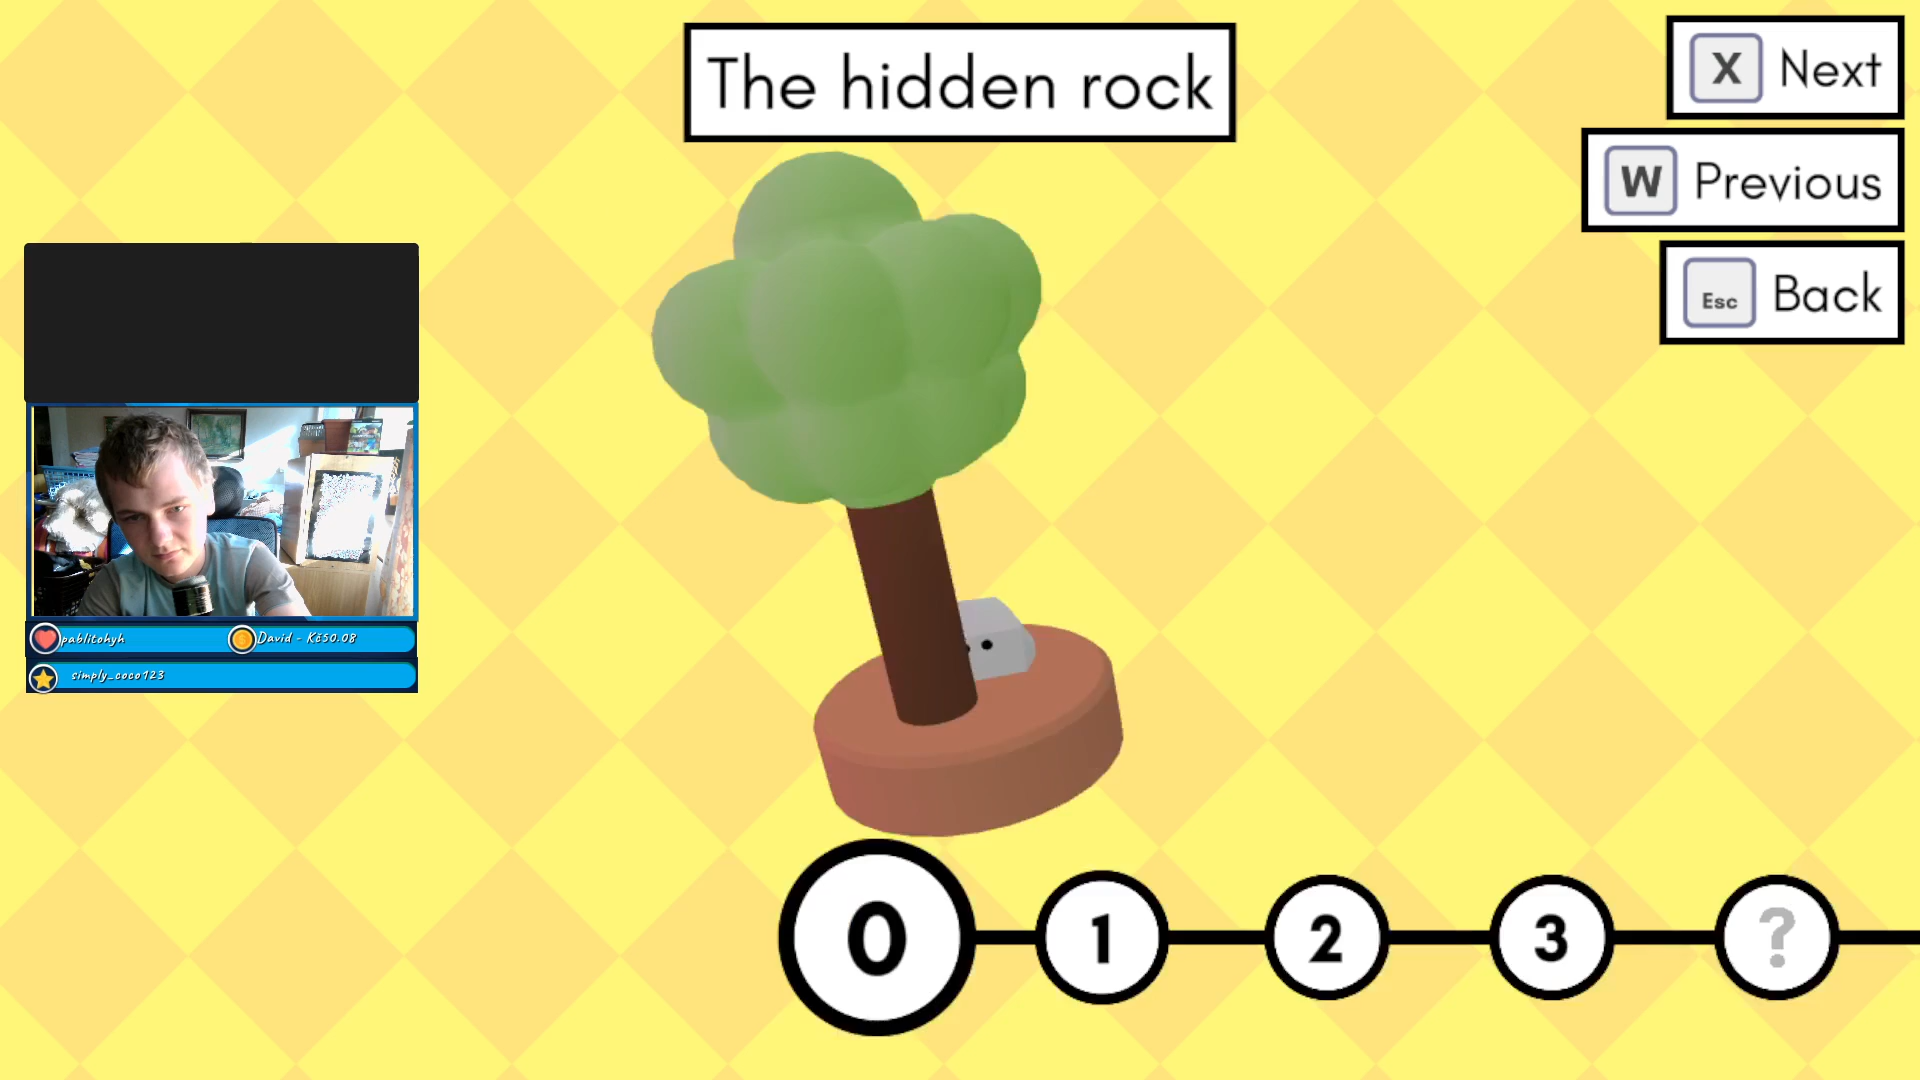 The hidden rock
X Next
W Previous
Esc Back
pablitohyh
David - Kč50.08
simply_coco123
0 1 2 3 ?